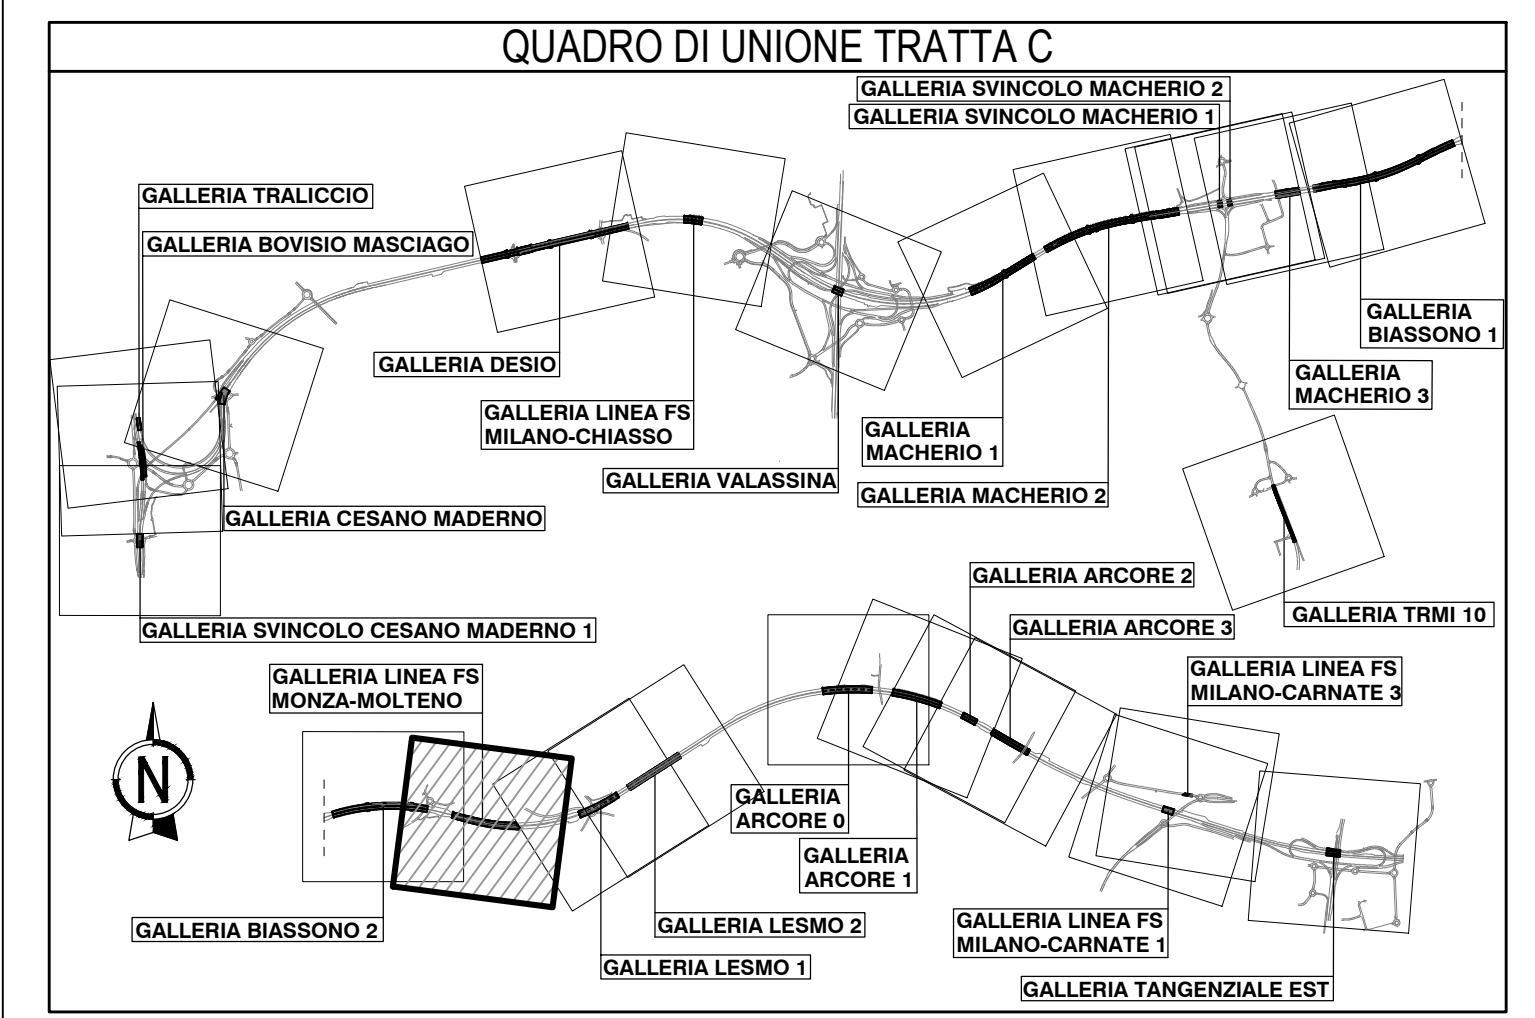 QUADRO DI UNIONE TRATTA C
GALLERIA SVINCOLO MACHERIO 2
GALLERIA SVINCOLO MACHERIO 1
GALLERIA TRALICCIO
GALLERIA BOVISIO MASCIAGO
GALLERIA DESIO
GALLERIA LINEA FS
MILANO-CHIASSO
GALLERIA VALASSINA
GALLERIA
MACHERIO 1
GALLERIA MACHERIO 2
GALLERIA
BIASSONO 1
GALLERIA
MACHERIO 3
GALLERIA CESANO MADERNO
GALLERIA SVINCOLO CESANO MADERNO 1
GALLERIA TRMI 10
GALLERIA ARCORE 2
GALLERIA ARCORE 3
GALLERIA LINEA FS
MILANO-CARNATE 3
GALLERIA LINEA FS
MONZA-MOLTENO
N
GALLERIA
ARCORE 0
GALLERIA
ARCORE 1
GALLERIA BIASSONO 2
GALLERIA LESMO 2
GALLERIA LESMO 1
GALLERIA LINEA FS
MILANO-CARNATE 1
GALLERIA TANGENZIALE EST